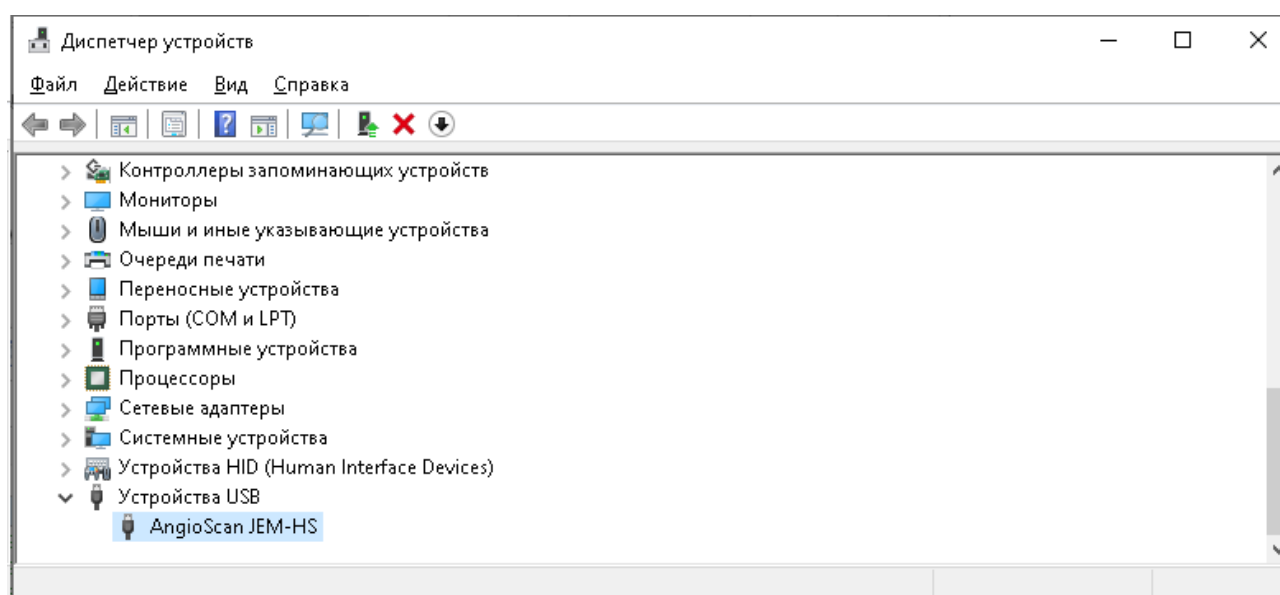 Диспетчер устройств
Файл Действие Вид Справка
Контроллеры запоминающих устройств
Мониторы
Мыши и иные указывающие устройства
Очереди печати
Переносные устройства
Порты (COM и LPT)
Программные устройства
Процессоры
Сетевые адаптеры
Системные устройства
Устройства HID (Human Interface Devices)
Устройства USB
AngioScan JEM-HS